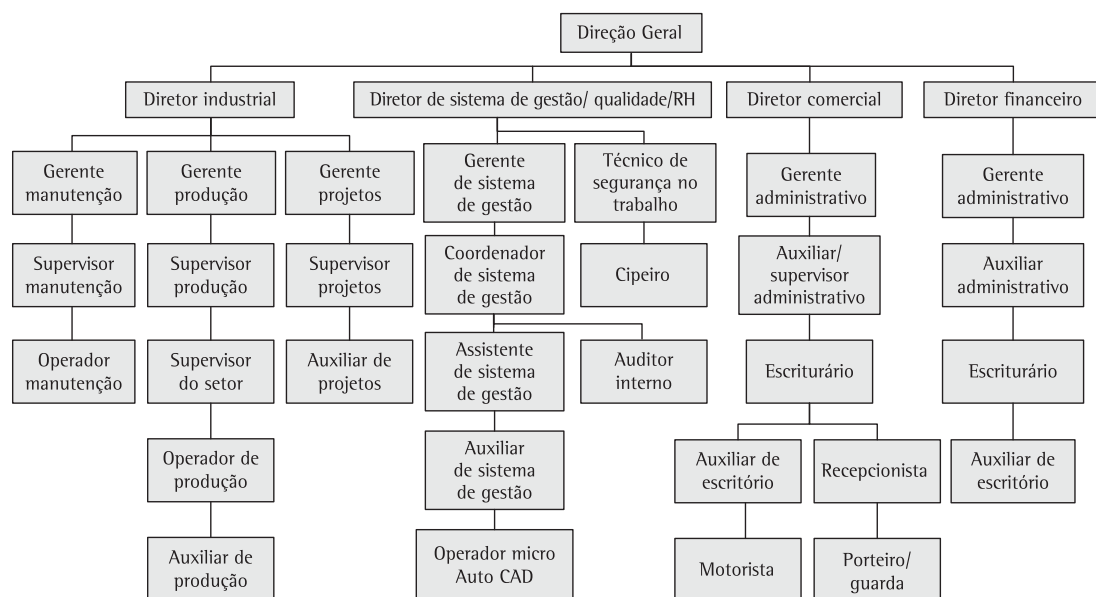 Direção Geral
Diretor industrial
Diretor de sistema de gestão/ qualidade/RH
Diretor comercial
Diretor financeiro
Gerente
manutenção
Gerente
produção
Gerente
projetos
Gerente
de sistema
de gestão
Técnico de
segurança no
trabalho
Gerente
administrativo
Gerente
administrativo
Supervisor
manutenção
Supervisor
produção
Supervisor
projetos
Coordenador
de sistema
de gestão
Cipeiro
Auxiliar/
supervisor
administrativo
Auxiliar
administrativo
Operador
manutenção
Supervisor
do setor
Auxiliar de
projetos
Assistente
de sistema
de gestão
Auditor
interno
Escriturário
Escriturário
Operador de
produção
Auxiliar
de sistema
de gestão
Auxiliar de
escritório
Recepcionista
Auxiliar de
escritório
Auxiliar de
produção
Operador micro
Auto CAD
Motorista
Porteiro/
guarda